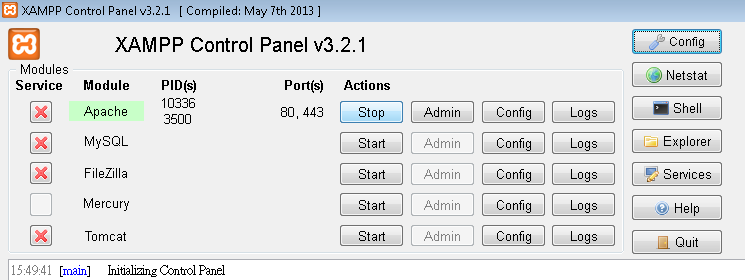 XAMPP Control Panel v3.2.1 [ Compiled: May 7th 2013 ]
XAMPP Control Panel v3.2.1
Config
Modules
Service Module PID(s) Port(s) Actions
Netstat
Apache 10336 3500 80, 443 Stop Admin Config Logs
Shell
MySQL Start Admin Config Logs
Explorer
FileZilla Start Admin Config Logs
Services
Mercury Start Admin Config Logs
Help
Tomcat Start Admin Config Logs
Quit
15:49:41 [main] Initializing Control Panel